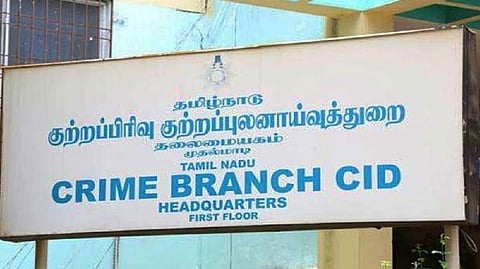 தமிழ்நாடு
குற்றப்பிரிவு குற்றப்புலனாய்வுத்துறை
தலைமையகம்
முதல்மாடி
TAMIL NADU
CRIME BRANCH CID
HEADQUARTERS
FIRST FLOOR